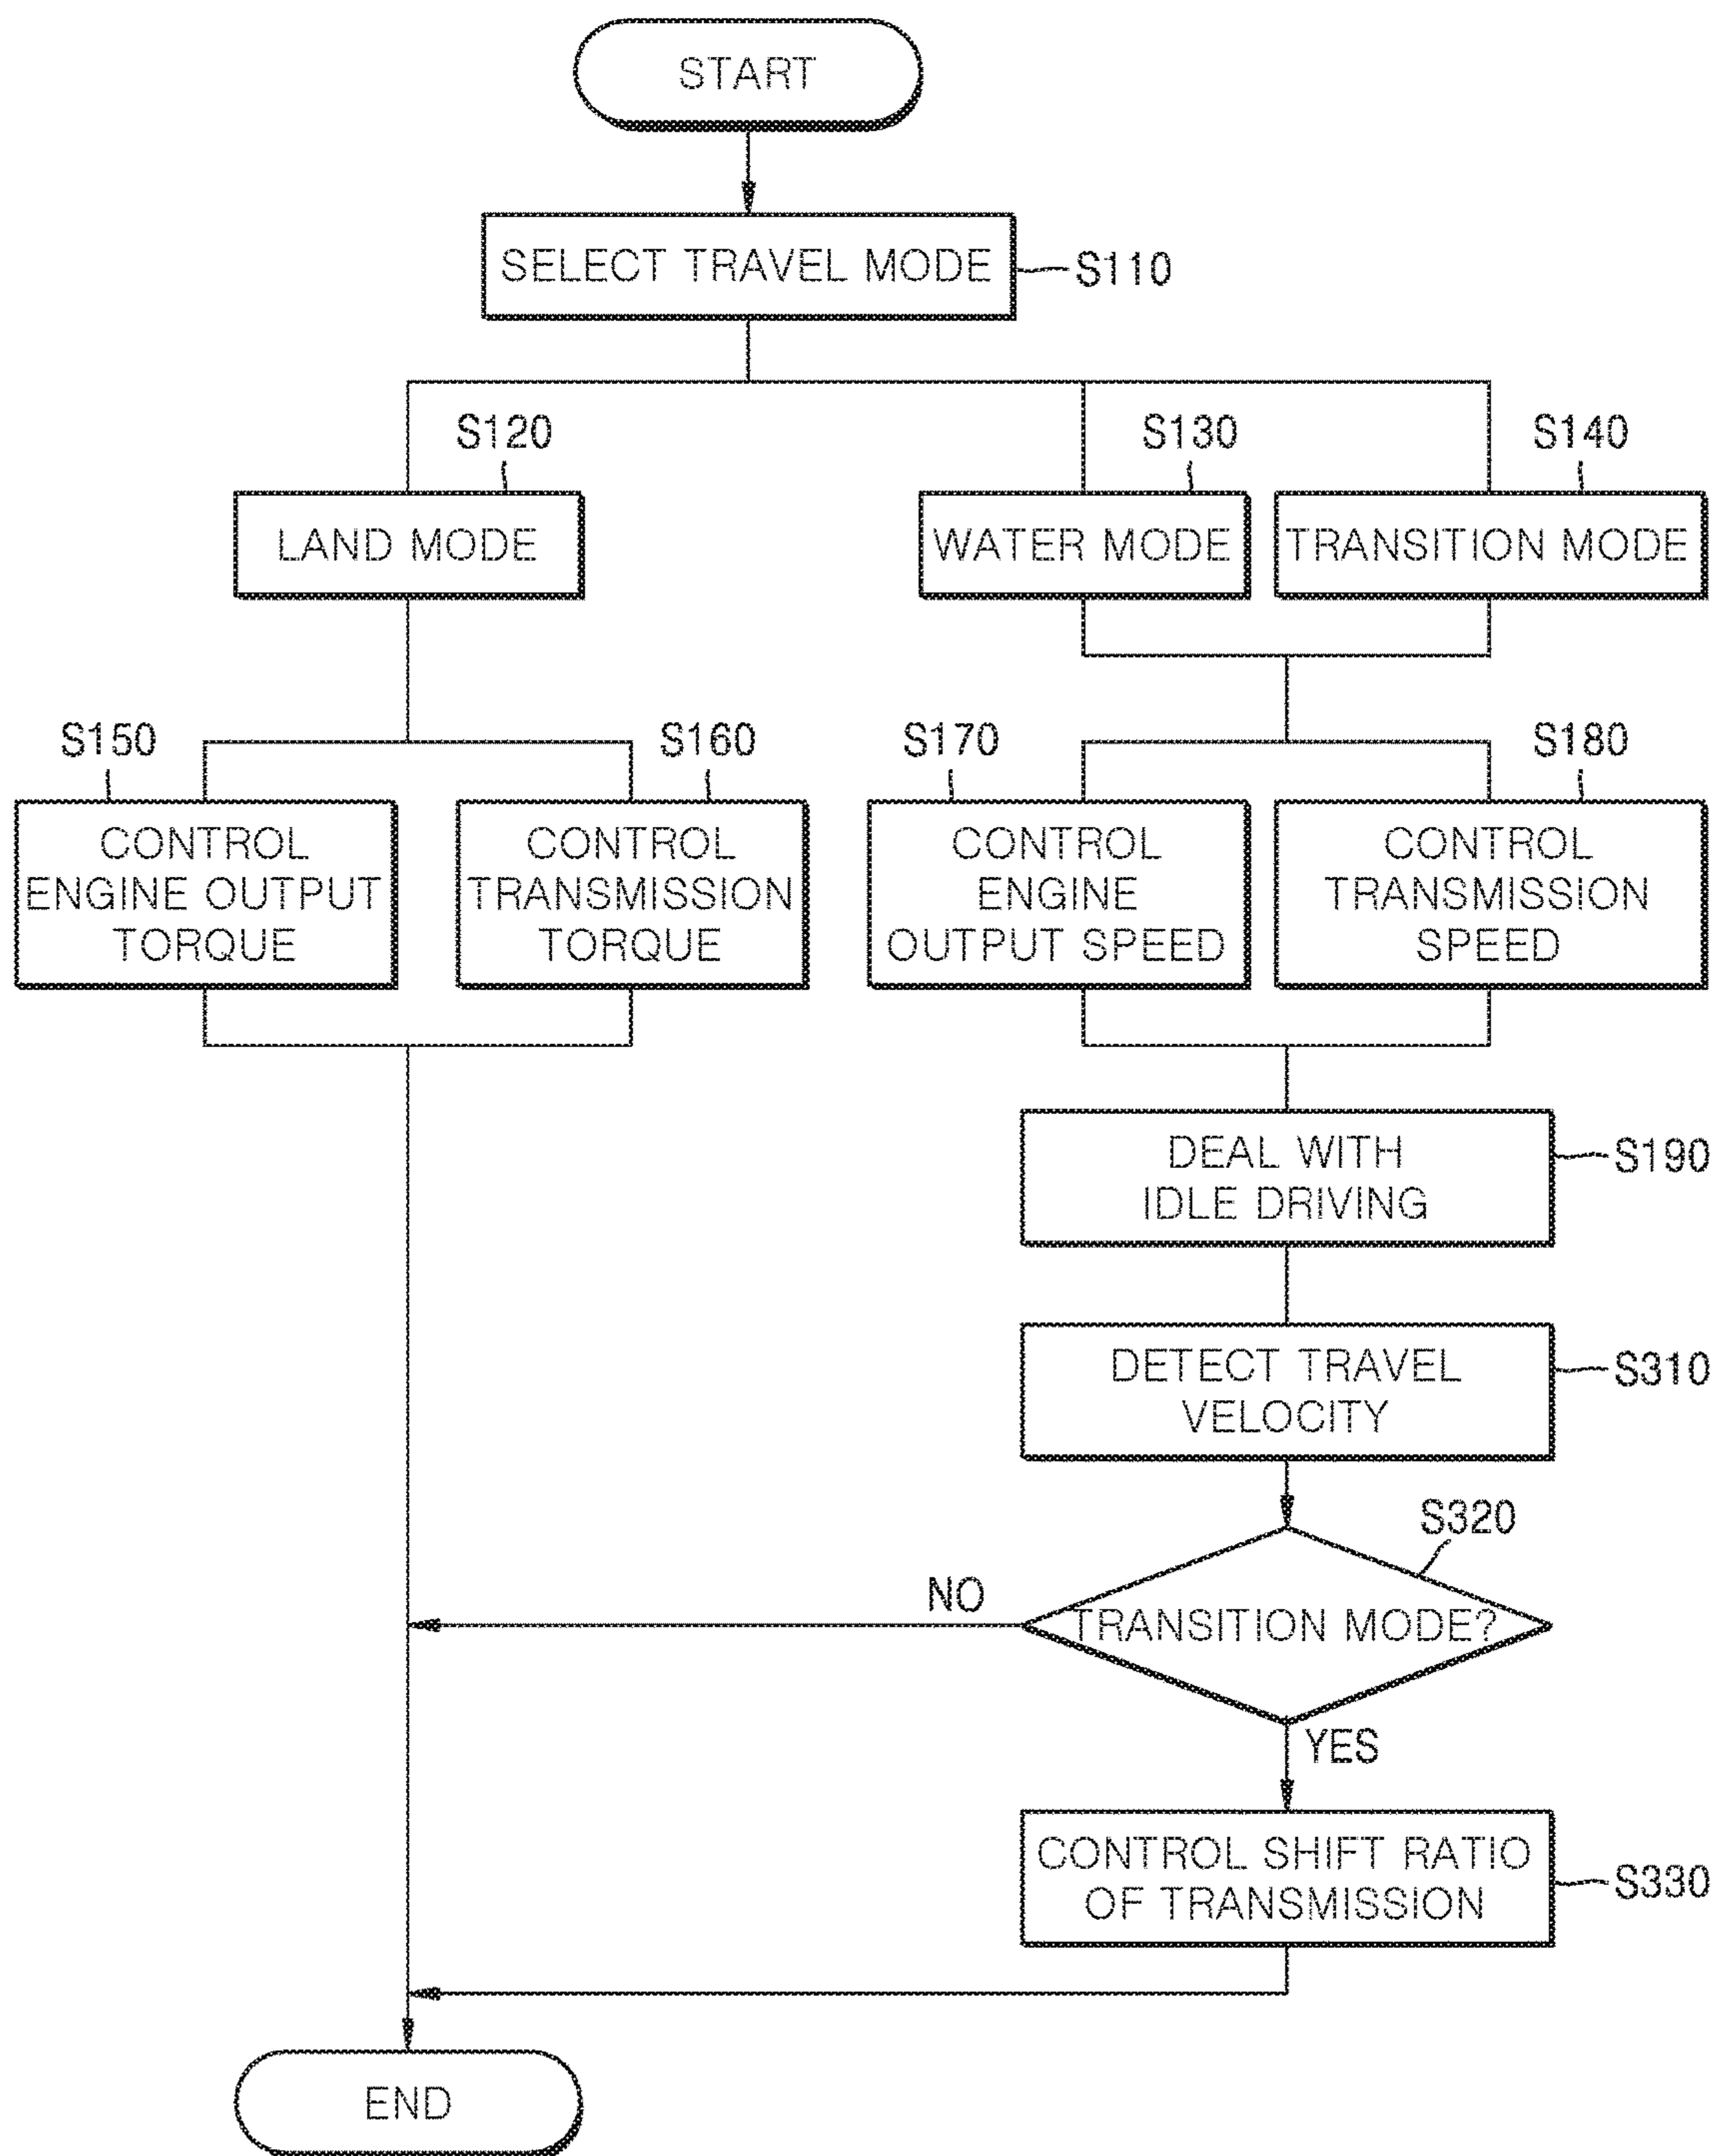 START
SELECT TRAVEL MODE
S110
S120
S130
S140
LAND MODE
WATER MODE
TRANSITION MODE
S150
S160
S170
S180
CONTROL
ENGINE OUTPUT
TORQUE
CONTROL
TRANSMISSION
TORQUE
CONTROL
ENGINE
OUTPUT SPEED
CONTROL
TRANSMISSION
SPEED
DEAL WITH
IDLE DRIVING
S190
DETECT TRAVEL
VELOCITY
S310
S320
NO
TRANSITION MODE?
YES
CONTROL SHIFT RATIO
OF TRANSMISSION
S330
END